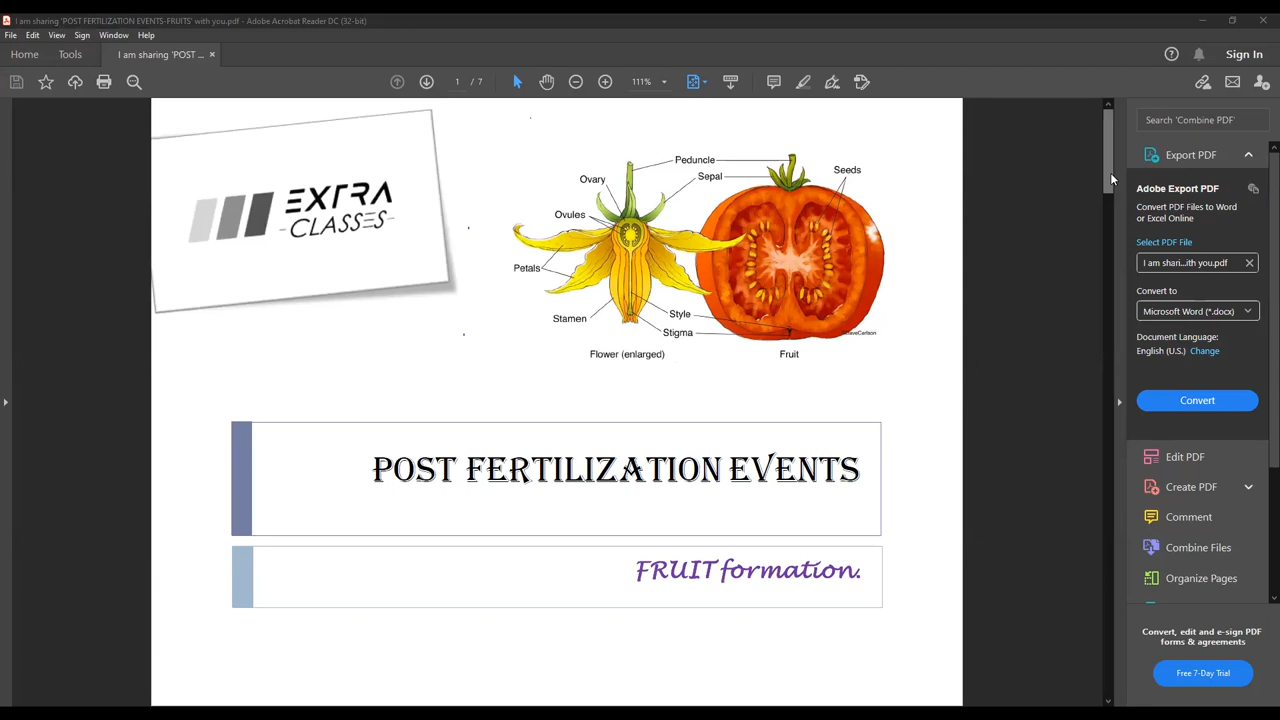 I am sharing 'POST FERTILIZATION EVENTS-FRUITS' with you.pdf - Adobe Acrobat Reader DC (32-bit)
File Edit View Sign Window Help
Home Tools I am sharing 'POST ... × Sign In
1 / 7 111%
EXTRA
CLASSES
Peduncle
Ovary
Sepal
Seeds
Ovules
Petals
Stamen
Style
Stigma
Flower (enlarged)
Fruit
POST FERTILIZATION EVENTS
FRUIT formation.
Search 'Combine PDF'
Export PDF
Adobe Export PDF
Convert PDF Files to Word
or Excel Online
Select PDF File
I am shari...ith you.pdf
Convert to
Microsoft Word (*.docx)
Document Language:
English (U.S.) Change
Convert
Edit PDF
Create PDF
Comment
Combine Files
Organize Pages
Convert, edit and e-sign PDF
forms & agreements
Free 7-Day Trial